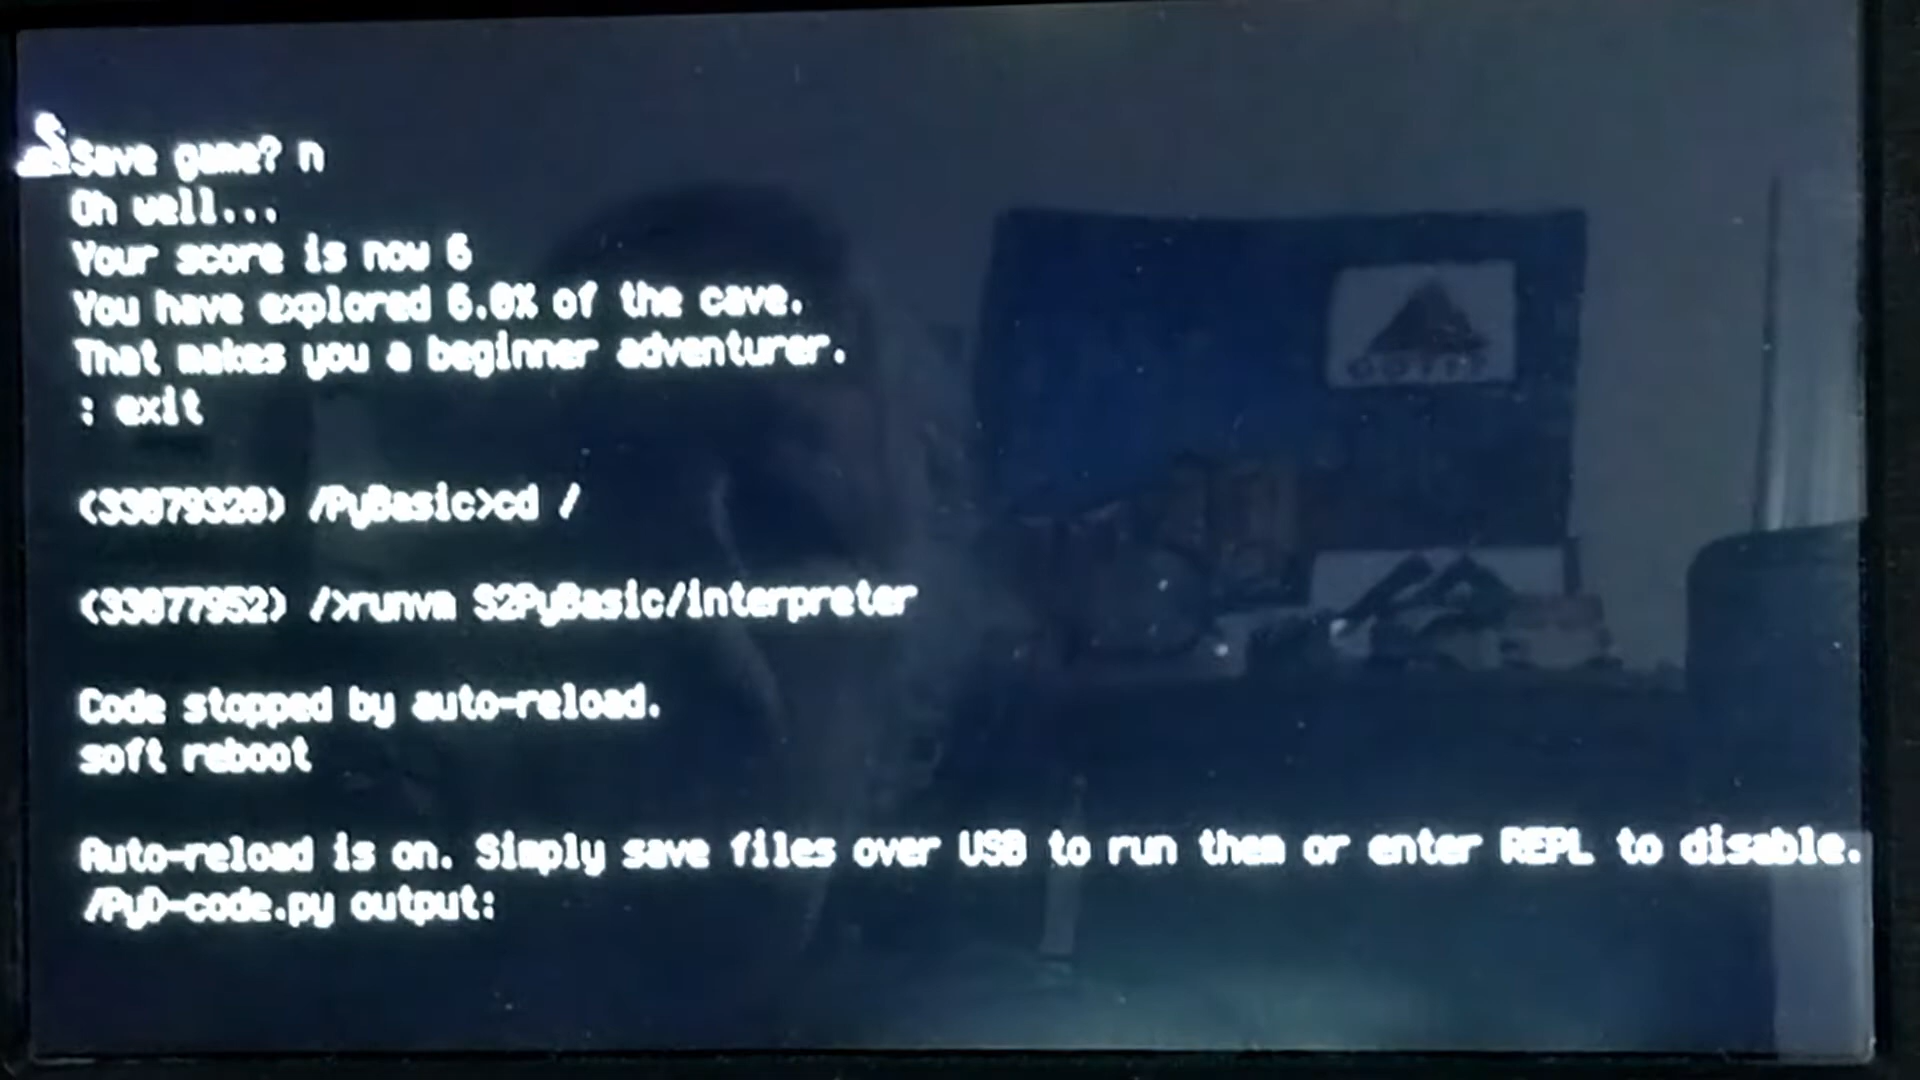 Save game? n
Oh well...
Your score is now 6
You have explored 6.0% of the cave.
That makes you a beginner adventurer.
: exit
(33079320) /PyBasic>cd /
(33077952) />runvm S2PyBasic/interpreter
Code stopped by auto-reload.
soft reboot
Auto-reload is on. Simply save files over USB to run them or enter REPL to disable.
/PyD-code.py output: